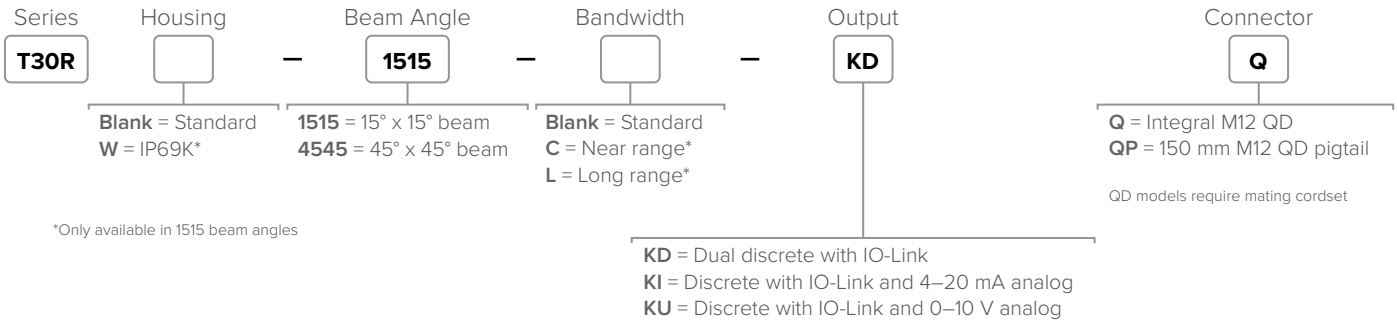 Series Housing Beam Angle Bandwidth Output Connector
T30R – 1515 – – KD Q
Blank = Standard
W = IP69K*
1515 = 15° x 15° beam
4545 = 45° x 45° beam
Blank = Standard
C = Near range*
L = Long range*
Q = Integral M12 QD
QP = 150 mm M12 QD pigtail
QD models require mating cordset
*Only available in 1515 beam angles
KD = Dual discrete with IO-Link
KI = Discrete with IO-Link and 4–20 mA analog
KU = Discrete with IO-Link and 0–10 V analog